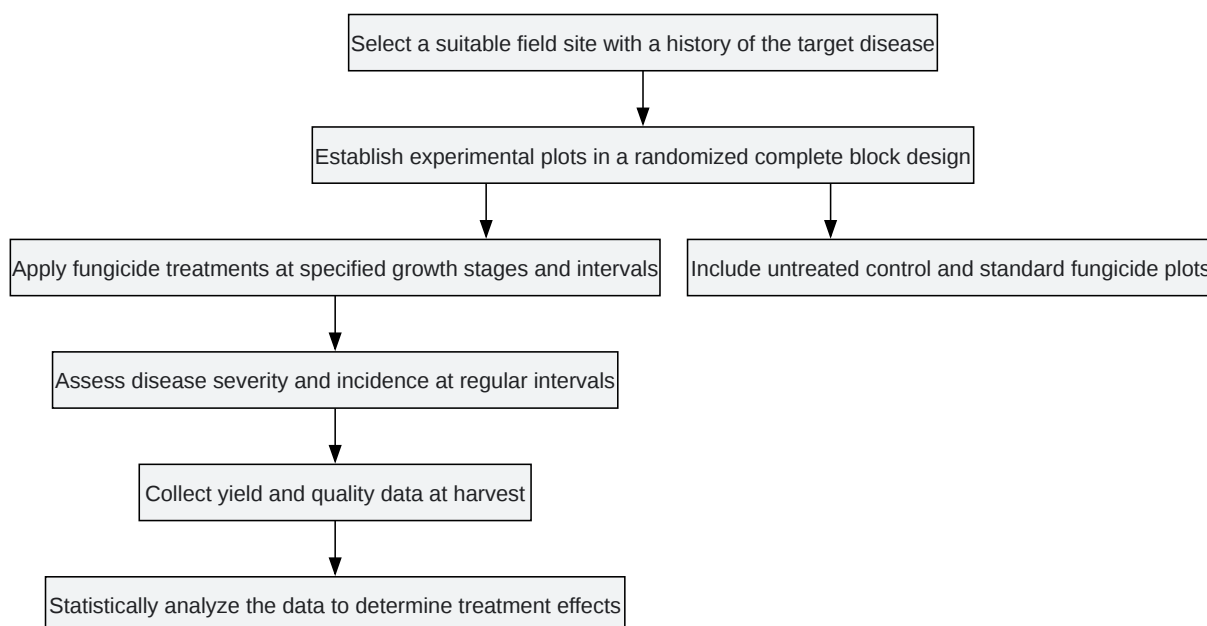 Select a suitable field site with a history of the target disease
Establish experimental plots in a randomized complete block design
Apply fungicide treatments at specified growth stages and intervals
Include untreated control and standard fungicide plots
Assess disease severity and incidence at regular intervals
Collect yield and quality data at harvest
Statistically analyze the data to determine treatment effects